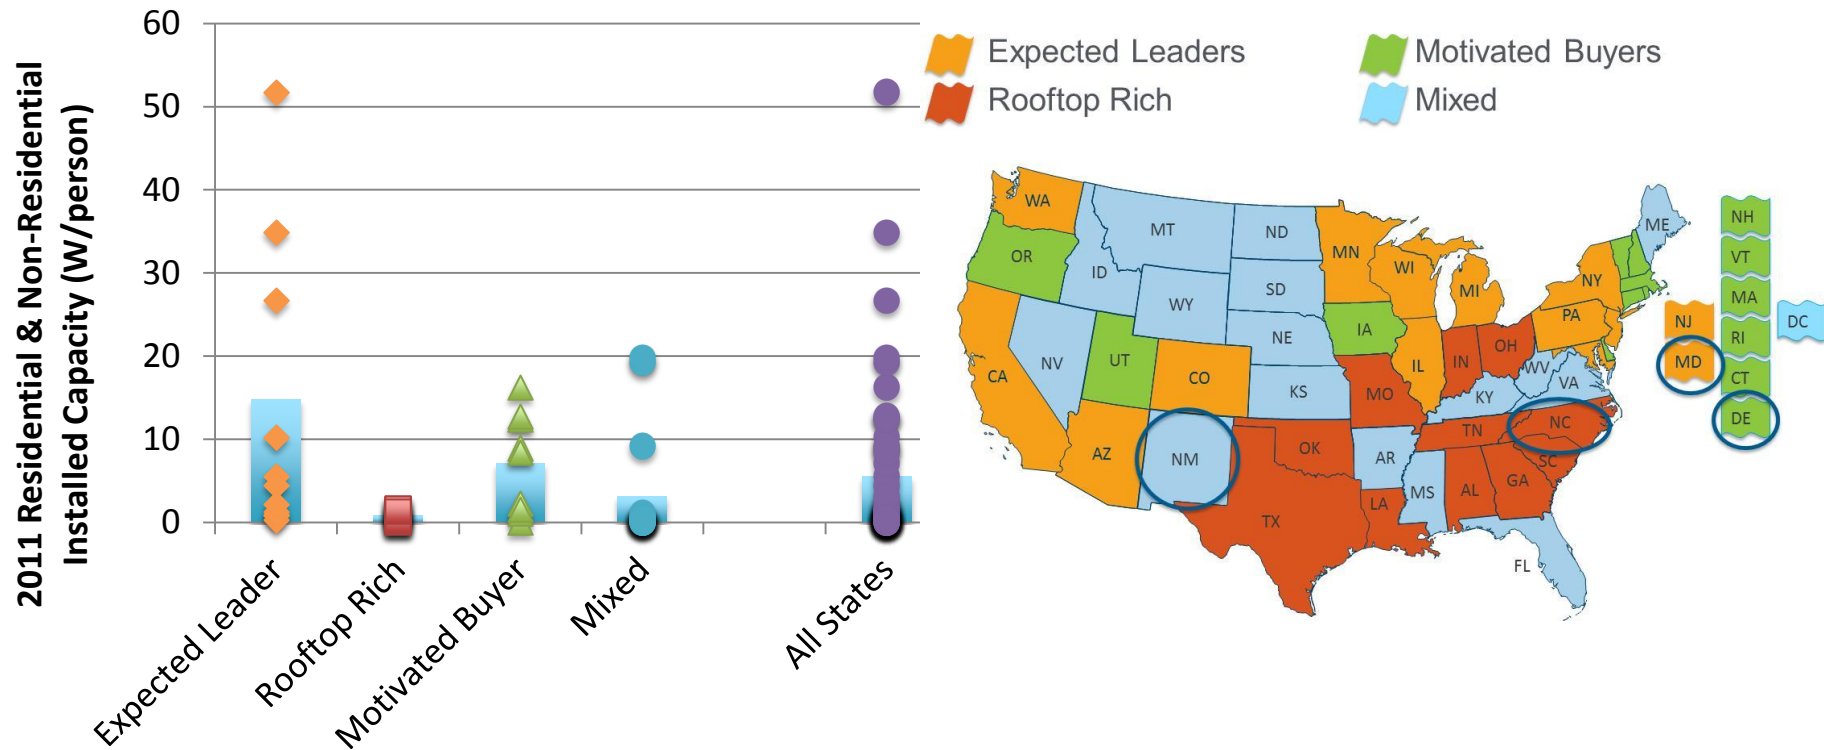 2011 Residential & Non-Residential
Installed Capacity (W/person)
60
50
40
30
20
10
0
Expected Leader
Rooftop Rich
Motivated Buyer
Mixed
All States
Expected Leaders
Motivated Buyers
Rooftop Rich
Mixed
WA
MT
ND
MN
ME
NH
OR
ID
SD
WI
MI
NY
VT
WY
MA
NE
IA
PA
NJ
DC
NV
UT
CO
IL
IN
OH
RI
CA
KS
MO
WV
VA
MD
CT
KY
AZ
NM
OK
AR
TN
NC
DE
SC
TX
LA
MS
AL
GA
FL